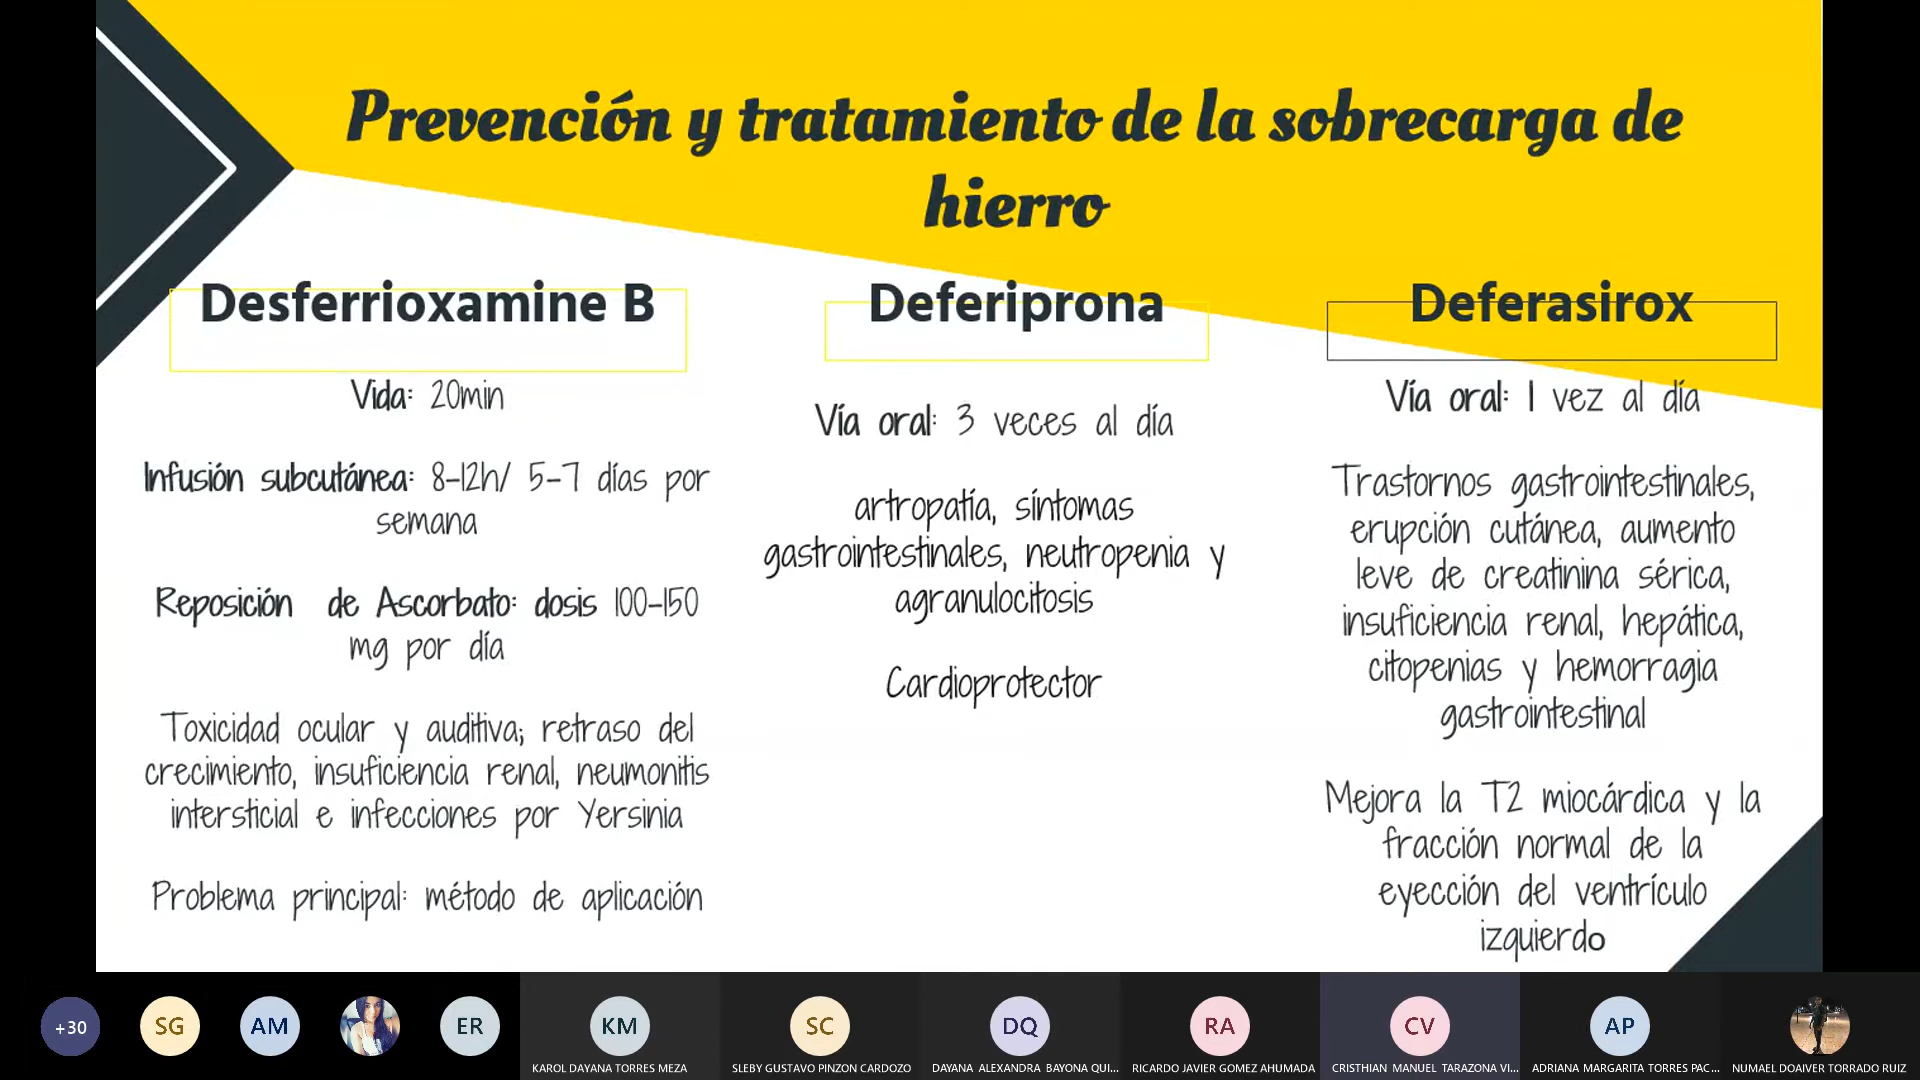 Prevención y tratamiento de la sobrecarga de
hierro
Desferrioxamine B
Vida: 20min
Infusión subcutánea: 8-12h/ 5-7 días por
semana
Reposición de Ascorbato: dosis 100-150
mg por día
Toxicidad ocular y auditiva; retraso del
crecimiento, insuficiencia renal, neumonitis
intersticial e infecciones por Yersinia
Problema principal: método de aplicación
Deferiprona
Vía oral: 3 veces al día
artropatía, síntomas
gastrointestinales, neutropenia y
agranulocitosis
Cardioprotector
Deferasirox
Vía oral: 1 vez al día
Trastornos gastrointestinales,
erupción cutánea, aumento
leve de creatinina sérica,
insuficiencia renal, hepática,
citopenias y hemorragia
gastrointestinal
Mejora la T2 miocárdica y la
fracción normal de la
eyección del ventrículo
izquierdo
+30
SG
AM
ER
KM
KAROL DAYANA TORRES MEZA
SC
SLEBY GUSTAVO PINZON CARDOZO
DQ
DAYANA ALEXANDRA BAYONA QUI...
RA
RICARDO JAVIER GOMEZ AHUMADA
CV
CRISTHIAN MANUEL TARAZONA VI...
AP
ADRIANA MARGARITA TORRES PAC...
NUMAEL DOAIVER TORRADO RUIZ